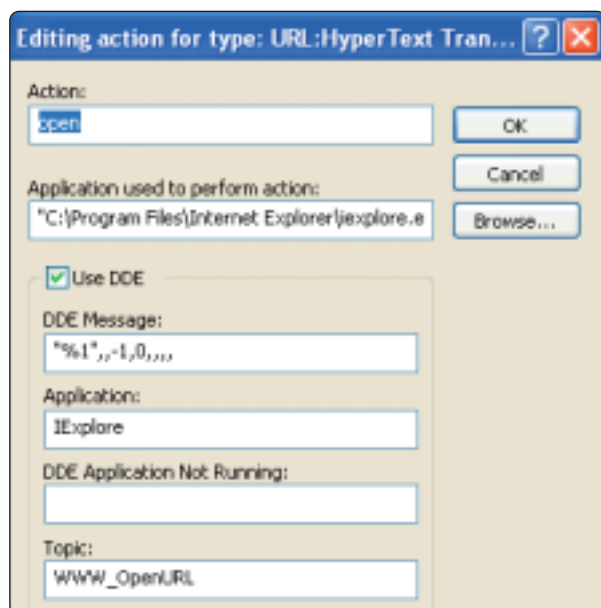 Editing action for type: URL:HyperText Tran... ?
Action:
open
OK
Cancel
Application used to perform action:
"C:\Program Files\Internet Explorer\iexplore.e
Browse...
Use DDE
DDE Message:
"%1",,-1,0,,,,
Application:
IExplore
DDE Application Not Running:
Topic:
WWW_OpenURL